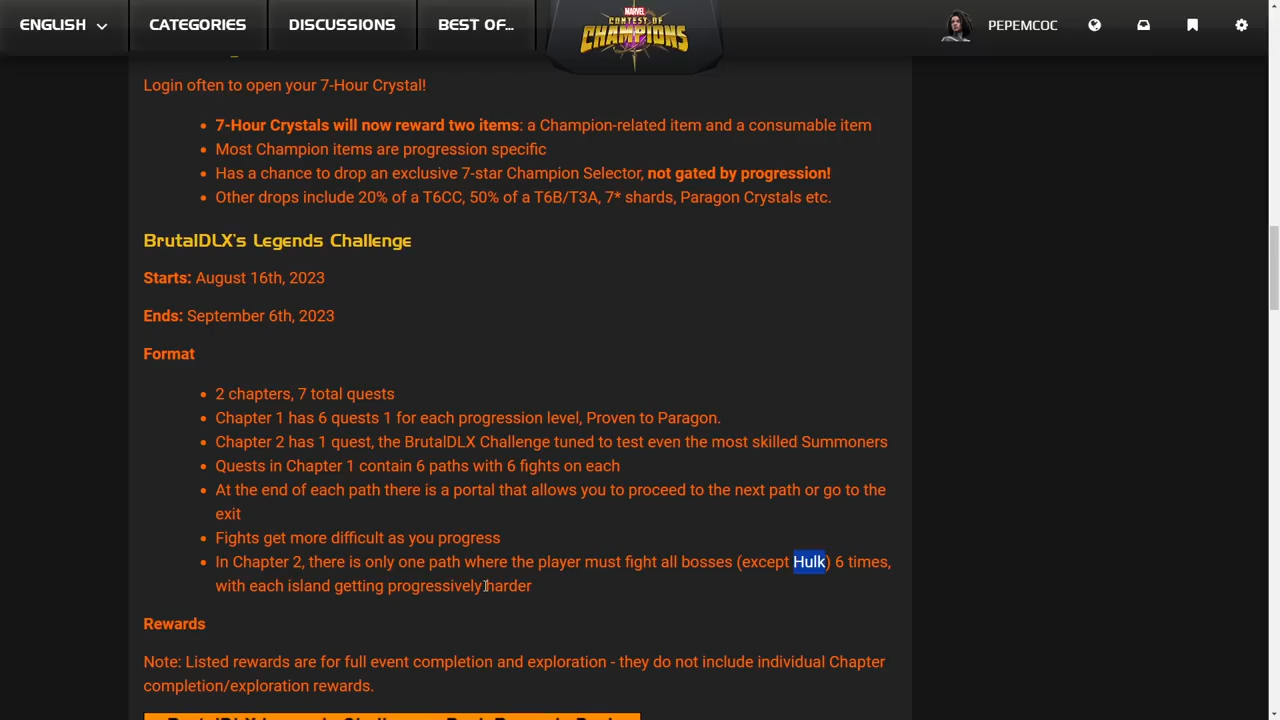 ENGLISH
CATEGORIES
DISCUSSIONS
BEST OF...
MARVEL
CONTEST OF
CHAMPIONS
PEPEMCOC
Login often to open your 7-Hour Crystal!
• 7-Hour Crystals will now reward two items: a Champion-related item and a consumable item
• Most Champion items are progression specific
• Has a chance to drop an exclusive 7-star Champion Selector, not gated by progression!
• Other drops include 20% of a T6CC, 50% of a T6B/T3A, 7* shards, Paragon Crystals etc.
BrutalDLX's Legends Challenge
Starts: August 16th, 2023
Ends: September 6th, 2023
Format
• 2 chapters, 7 total quests
• Chapter 1 has 6 quests 1 for each progression level, Proven to Paragon.
• Chapter 2 has 1 quest, the BrutalDLX Challenge tuned to test even the most skilled Summoners
• Quests in Chapter 1 contain 6 paths with 6 fights on each
• At the end of each path there is a portal that allows you to proceed to the next path or go to the
exit
• Fights get more difficult as you progress
• In Chapter 2, there is only one path where the player must fight all bosses (except Hulk) 6 times,
with each island getting progressively harder
Rewards
Note: Listed rewards are for full event completion and exploration - they do not include individual Chapter
completion/exploration rewards.